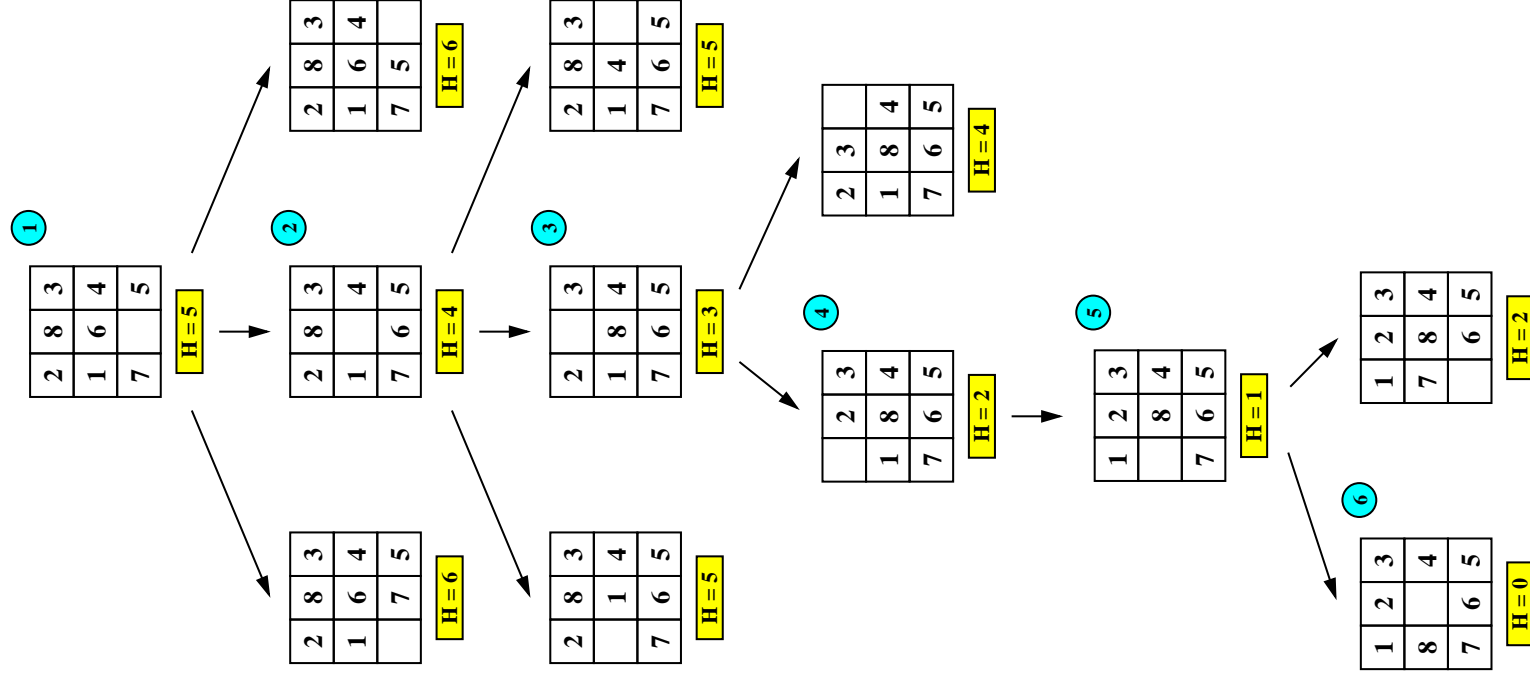 1
2 8 3
1 6 4
7 5
H = 5
2 8 3
1 6 4
7 5
H = 6
2
2 8 3
1 4
7 6 5
H = 4
2 8 3
1 6 4
7 5
H = 6
2 8 3
1 4
7 6 5
H = 5
3
2 3
1 8 4
7 6 5
H = 3
2 8 3
1 4
7 6 5
H = 5
4
2 3
1 8 4
7 6 5
H = 2
2 3
1 8 4
7 6 5
H = 4
5
1 2 3
8 4
7 6 5
H = 1
6
1 2 3
8 4
7 6 5
H = 0
1 2 3
7 8 4
6 5
H = 2